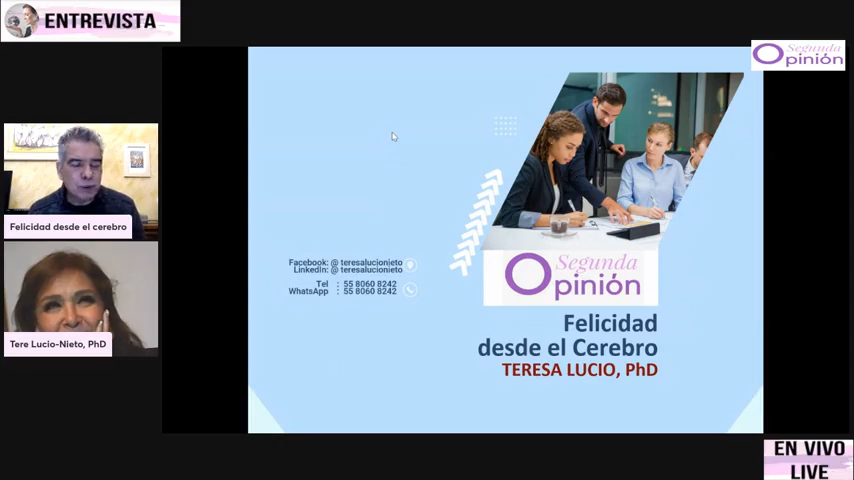 ENTREVISTA
Segunda
Opinión
Felicidad desde el cerebro
Tere Lucio-Nieto, PhD
Facebook: @ teresalucionieto
LinkedIn: @ teresalucionieto
Tel : 55 8060 8242
WhatsApp : 55 8060 8242
Segunda
Opinión
Felicidad
desde el Cerebro
TERESA LUCIO, PhD
EN VIVO
LIVE